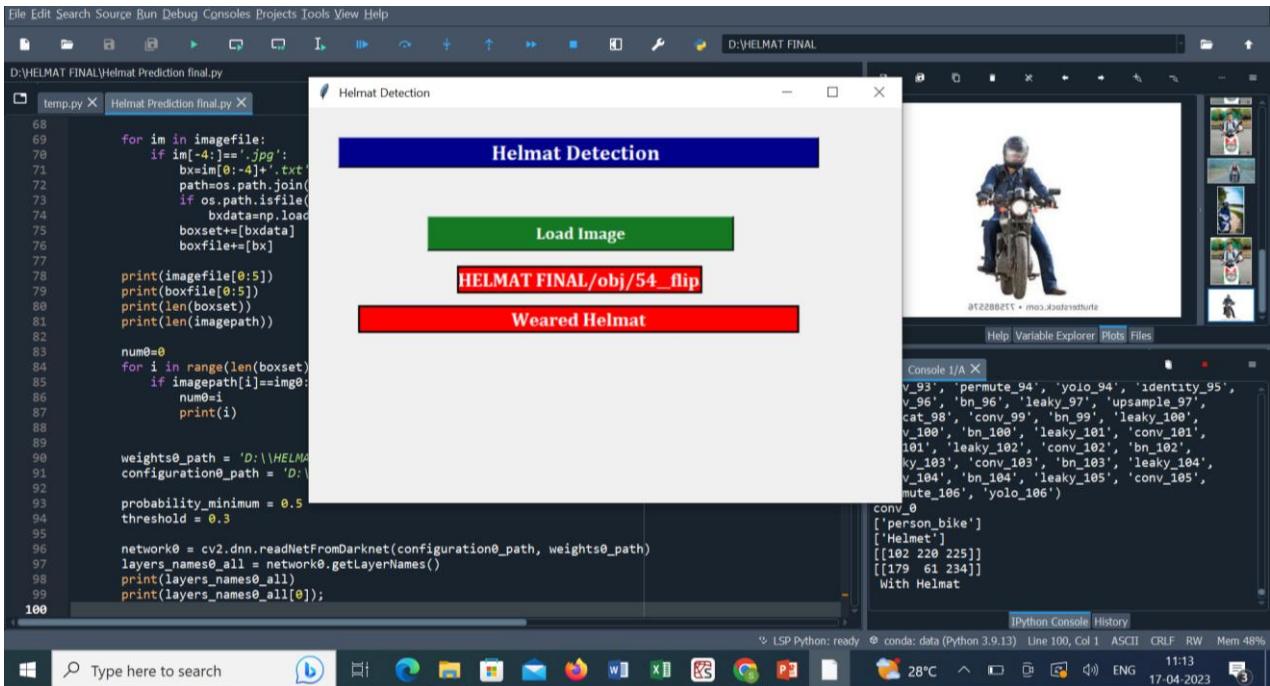 File Edit Search Source Run Debug Consoles Projects Tools View Help
D:\HELMAT FINAL
D:\HELMAT FINAL\Helmat Prediction final.py
temp.py
Helmat Prediction final.py
68
69 for im in imagefile:
70 if im[-4:]=='.jpg':
71 bx=im[0:-4]+'.txt'
72 path=os.path.join(
73 if os.path.isfile(
74 bxdata=np.load
75 boxset+=[bxdata]
76 boxfile+=[bx]
77
78 print(imagefile[0:5])
79 print(boxfile[0:5])
80 print(len(boxset))
81 print(len(imagepath))
82
83 num0=0
84 for i in range(len(boxset)
85 if imagepath[i]==img0:
86 num0=i
87 print(i)
88
89
90 weights0_path = 'D:\\HELMA
91 configuration0_path = 'D:\
92
93 probability_minimum = 0.5
94 threshold = 0.3
95
96 network0 = cv2.dnn.readNetFromDarknet(configuration0_path, weights0_path)
97 layers_names0_all = network0.getLayerNames()
98 print(layers_names0_all)
99 print(layers_names0_all[0]);
100
Helmat Detection
Helmat Detection
Load Image
HELMAT FINAL/obj/54__flip
Weared Helmat
shutterstock.com • 775885576
Help Variable Explorer Plots Files
Console 1/A
v_93', 'permute_94', 'yolo_94', 'identity_95',
v_96', 'bn_96', 'leaky_97', 'upsample_97',
cat_98', 'conv_99', 'bn_99', 'leaky_100',
v_100', 'bn_100', 'leaky_101', 'conv_101',
101', 'leaky_102', 'conv_102', 'bn_102',
ky_103', 'conv_103', 'bn_103', 'leaky_104',
v_104', 'bn_104', 'leaky_105', 'conv_105',
mute_106', 'yolo_106')
conv_0
['person_bike']
['Helmet']
[[102 220 225]]
[[179 61 234]]
With Helmat
IPython Console History
LSP Python: ready conda: data (Python 3.9.13) Line 100, Col 1 ASCII CRLF RW Mem 48%
Type here to search
28°C
ENG
11:13
17-04-2023
3